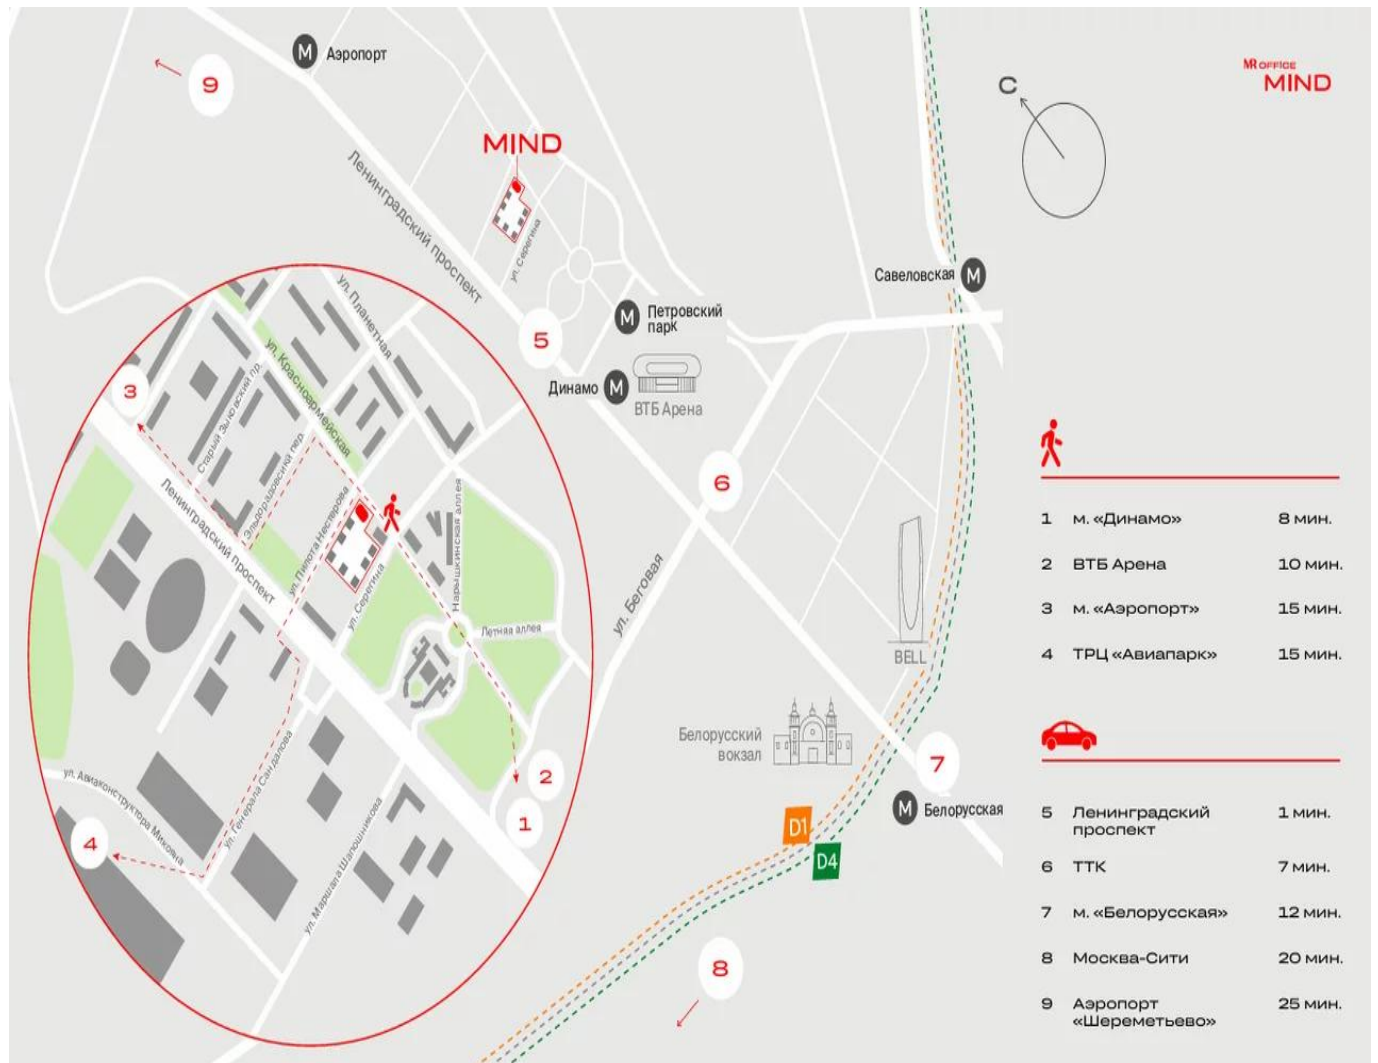 9
М Аэропорт
С
MR OFFICE
MIND
MIND
Ленинградский проспект
ул. Серегина
5
М Петровский
парк
Динамо М
ВТБ Арена
Савеловская М
6
ул. Беговая
BELL
Белорусский
вокзал
7
М Белорусская
D1
D4
8
ул. Планетная
ул. Красноармейская
3
Старый Зыковский пр.
Эльдорадовский пер.
Ленинградский проспект
ул. Пилота Нестерова
ул. Серегина
Нарышкинская аллея
Летняя аллея
ул. Авиаконструктора Микояна
ул. Генерала Сандалова
ул. Маршала Шапошникова
4
2
1
1 м. «Динамо» 8 мин.
2 ВТБ Арена 10 мин.
3 м. «Аэропорт» 15 мин.
4 ТРЦ «Авиапарк» 15 мин.
5 Ленинградский
проспект 1 мин.
6 ТТК 7 мин.
7 м. «Белорусская» 12 мин.
8 Москва-Сити 20 мин.
9 Аэропорт
«Шереметьево» 25 мин.